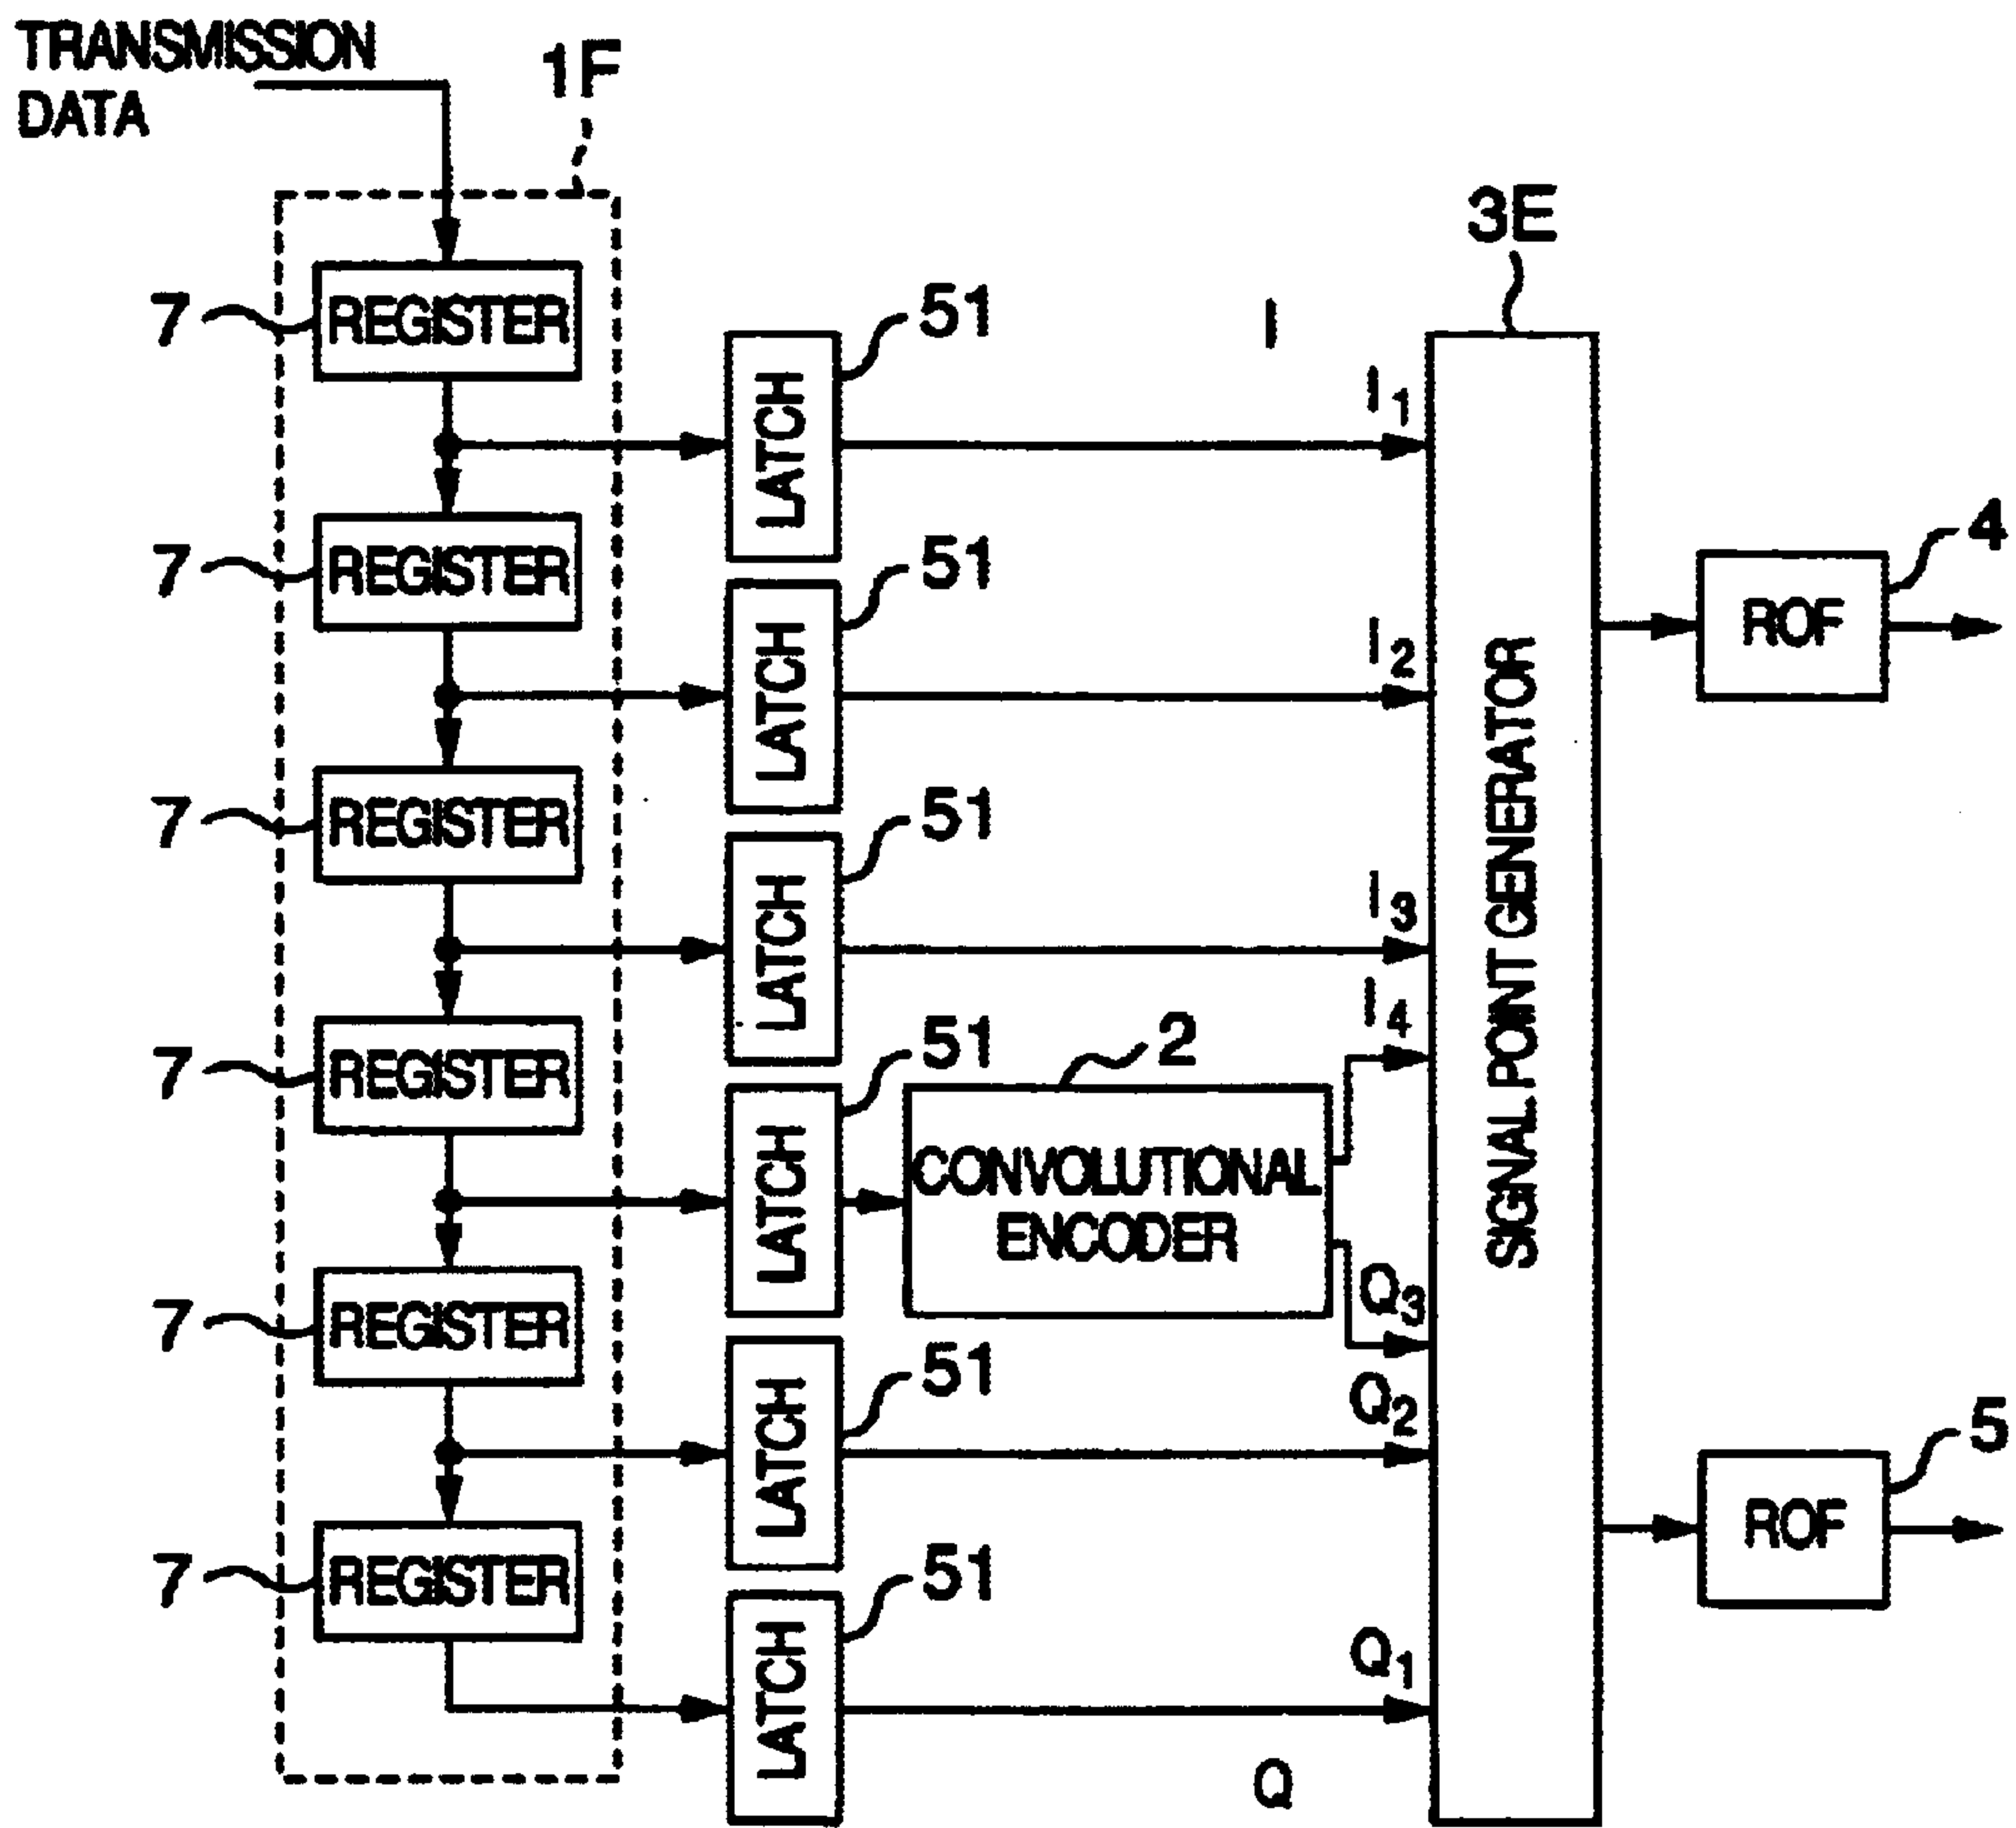 TRANSMISSION
DATA
1F
3E
7
REGISTER
51
LATCH
I
I1
7
REGISTER
51
LATCH
I2
4
ROF
7
REGISTER
51
LATCH
I3
SIGNAL POINT GENERATOR
7
REGISTER
51
LATCH
2
CONVOLUTIONAL
ENCODER
I4
Q3
7
REGISTER
51
LATCH
Q2
5
ROF
7
REGISTER
51
LATCH
Q1
Q